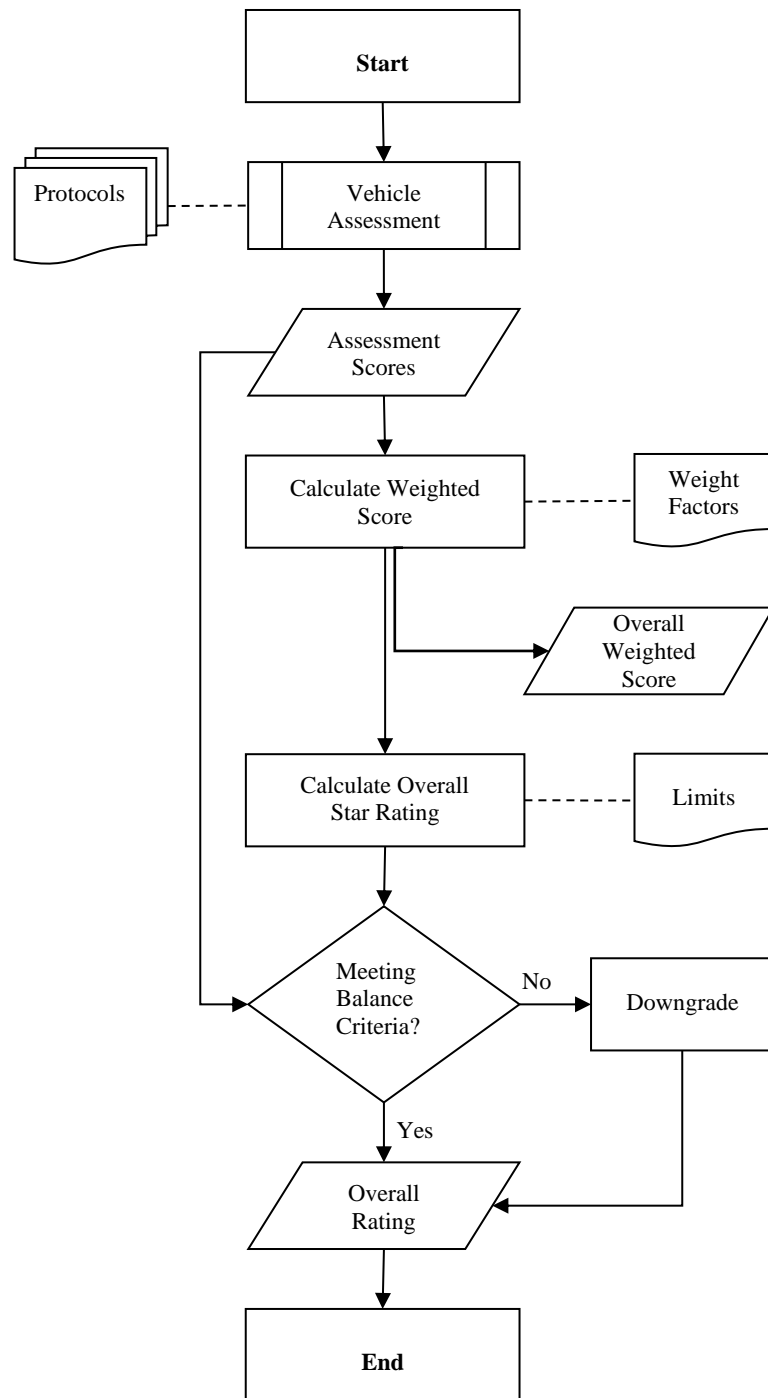 Start
Protocols
Vehicle
Assessment
Assessment
Scores
Calculate Weighted
Score
Weight
Factors
Overall
Weighted
Score
Calculate Overall
Star Rating
Limits
Meeting
Balance
Criteria?
No
Downgrade
Yes
Overall
Rating
End